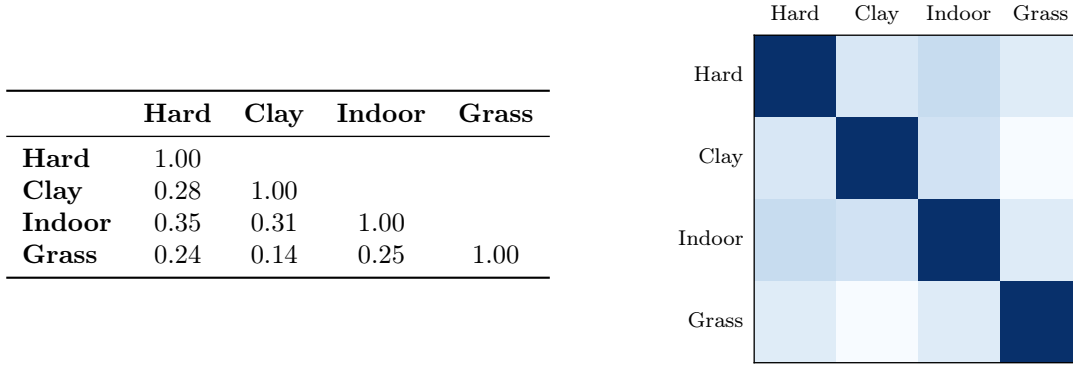 Hard Clay Indoor Grass
Hard 1.00
Clay 0.28 1.00
Indoor 0.35 0.31 1.00
Grass 0.24 0.14 0.25 1.00
Hard Clay Indoor Grass
Hard
Clay
Indoor
Grass